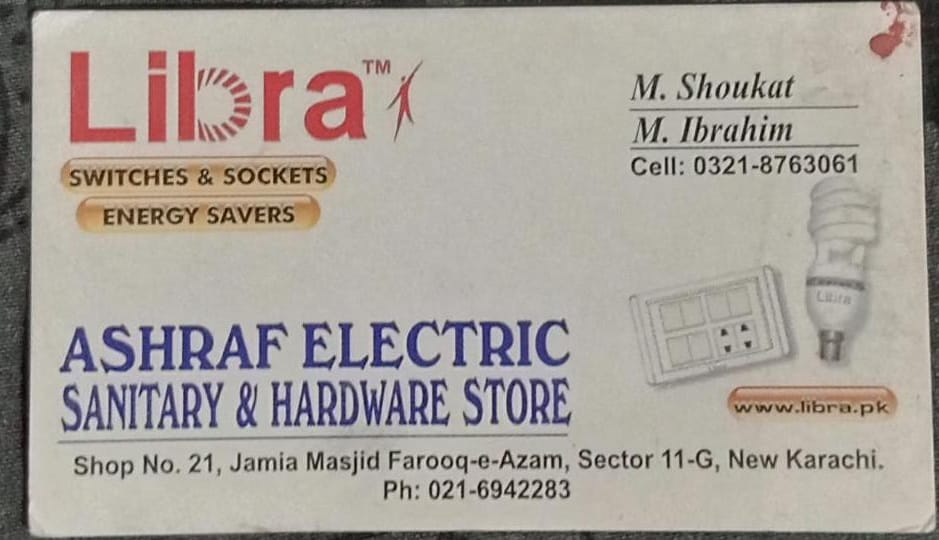 Libra™
SWITCHES & SOCKETS
ENERGY SAVERS
M. Shoukat
M. Ibrahim
Cell: 0321-8763061
Libra
www.libra.pk
ASHRAF ELECTRIC
SANITARY & HARDWARE STORE
Shop No. 21, Jamia Masjid Farooq-e-Azam, Sector 11-G, New Karachi.
Ph: 021-6942283